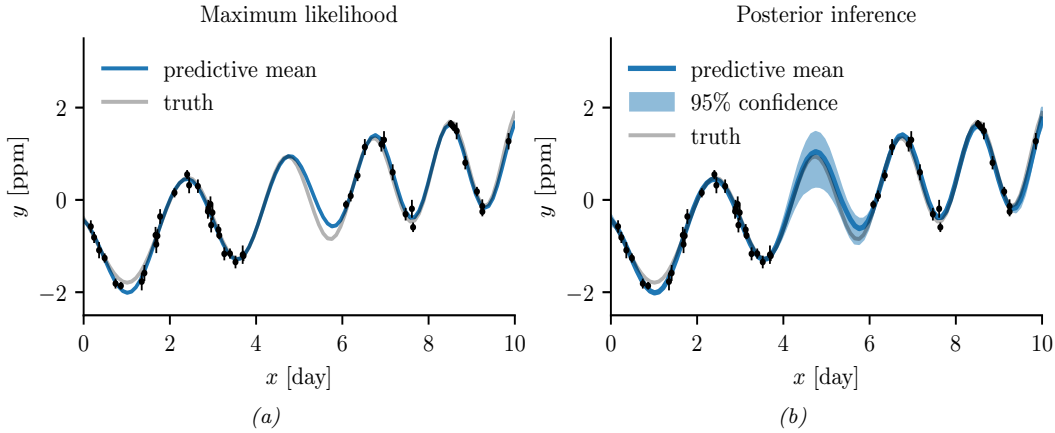 Maximum likelihood
predictive mean
truth
2
0
−2
y [ppm]
0 2 4 6 8 10
x [day]
(a)
Posterior inference
predictive mean
95% confidence
truth
2
0
−2
y [ppm]
0 2 4 6 8 10
x [day]
(b)